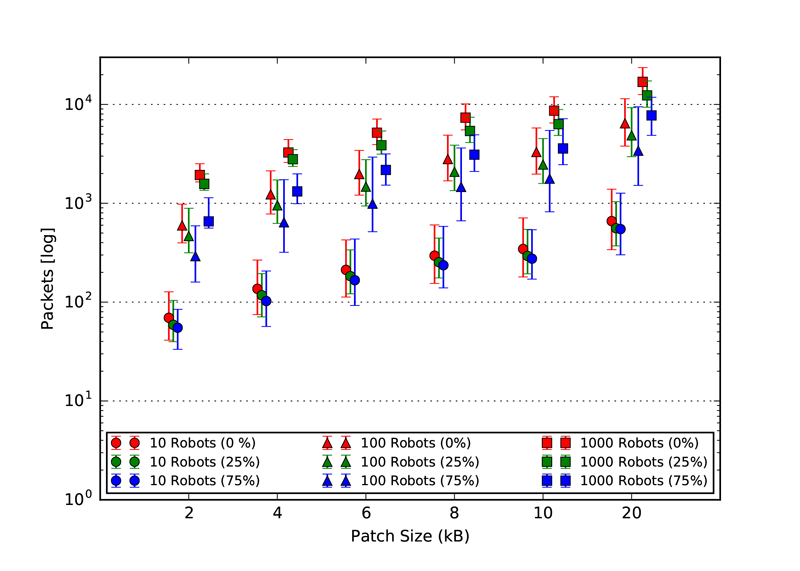 10⁴
10³
10²
10¹
10⁰
Packets [log]
10 Robots (0 %) 100 Robots (0%) 1000 Robots (0%)
10 Robots (25%) 100 Robots (25%) 1000 Robots (25%)
10 Robots (75%) 100 Robots (75%) 1000 Robots (75%)
2 4 6 8 10 20
Patch Size (kB)